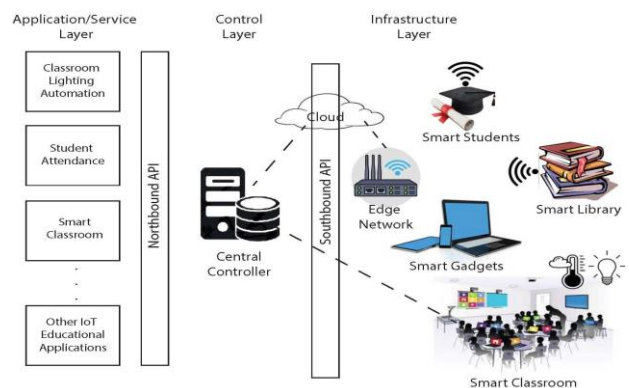 Application/Service
Layer
Control
Layer
Infrastructure
Layer
Classroom
Lighting
Automation
Student
Attendance
Smart
Classroom
Other IoT
Educational
Applications
Northbound API
Central
Controller
Cloud
Southbound API
Edge
Network
Smart Students
Smart Library
Smart Gadgets
Smart Classroom